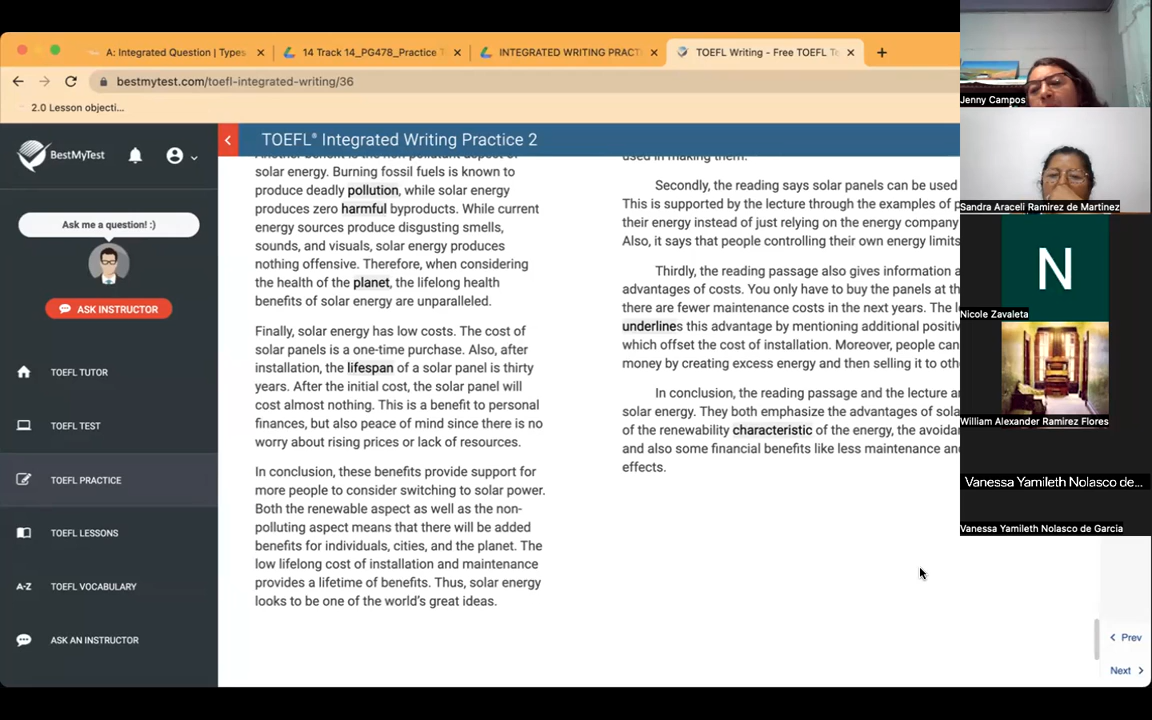 A: Integrated Question | Types
14 Track 14_PG478_Practice T
INTEGRATED WRITING PRACT
TOEFL Writing - Free TOEFL Te
bestmytest.com/toefl-integrated-writing/36
2.0 Lesson objecti...
BestMyTest
Ask me a question! :)
ASK INSTRUCTOR
TOEFL TUTOR
TOEFL TEST
TOEFL PRACTICE
TOEFL LESSONS
A-Z TOEFL VOCABULARY
ASK AN INSTRUCTOR
TOEFL® Integrated Writing Practice 2
Another benefit is the non-pollutant aspect of
solar energy. Burning fossil fuels is known to
produce deadly pollution, while solar energy
produces zero harmful byproducts. While current
energy sources produce disgusting smells,
sounds, and visuals, solar energy produces
nothing offensive. Therefore, when considering
the health of the planet, the lifelong health
benefits of solar energy are unparalleled.
Finally, solar energy has low costs. The cost of
solar panels is a one-time purchase. Also, after
installation, the lifespan of a solar panel is thirty
years. After the initial cost, the solar panel will
cost almost nothing. This is a benefit to personal
finances, but also peace of mind since there is no
worry about rising prices or lack of resources.
In conclusion, these benefits provide support for
more people to consider switching to solar power.
Both the renewable aspect as well as the non-
polluting aspect means that there will be added
benefits for individuals, cities, and the planet. The
low lifelong cost of installation and maintenance
provides a lifetime of benefits. Thus, solar energy
looks to be one of the world's great ideas.
used in making them.
Secondly, the reading says solar panels can be used
This is supported by the lecture through the examples of
their energy instead of just relying on the energy company
Also, it says that people controlling their own energy limits
Thirdly, the reading passage also gives information a
advantages of costs. You only have to buy the panels at th
there are fewer maintenance costs in the next years. The l
underlines this advantage by mentioning additional positiv
which offset the cost of installation. Moreover, people can
money by creating excess energy and then selling it to oth
In conclusion, the reading passage and the lecture ar
solar energy. They both emphasize the advantages of sola
of the renewability characteristic of the energy, the avoida
and also some financial benefits like less maintenance and
effects.
Prev
Next
Jenny Campos
Sandra Araceli Ramirez de Martinez
N
Nicole Zavaleta
William Alexander Ramirez Flores
Vanessa Yamileth Nolasco de...
Vanessa Yamileth Nolasco de Garcia